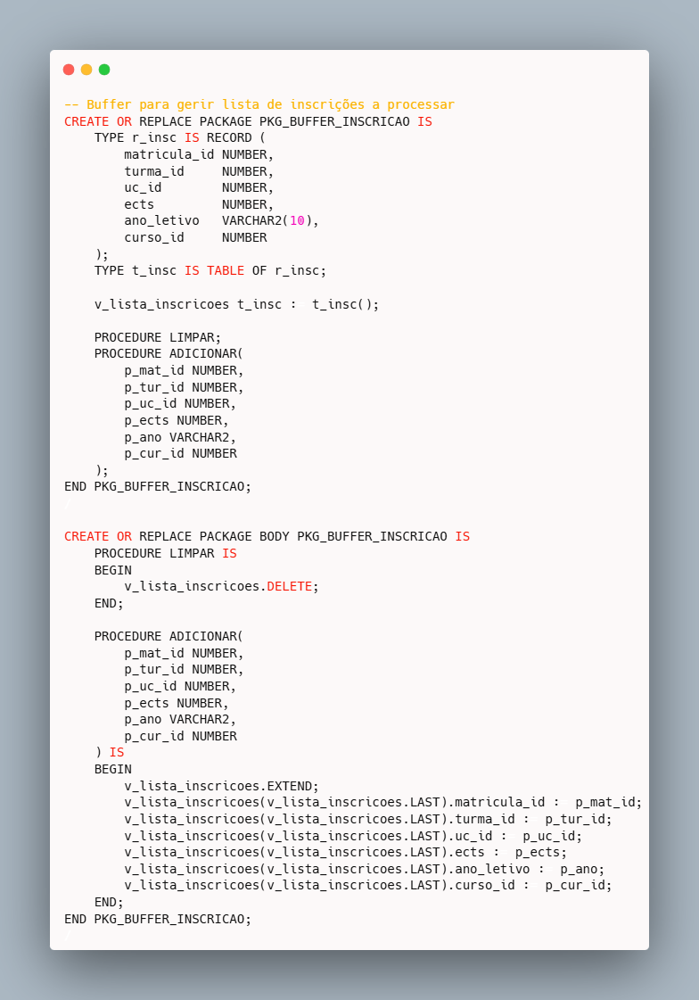 -- Buffer para gerir lista de inscrições a processar
CREATE OR REPLACE PACKAGE PKG_BUFFER_INSCRICAO IS
    TYPE r_insc IS RECORD (
        matricula_id NUMBER,
        turma_id     NUMBER,
        uc_id        NUMBER,
        ects         NUMBER,
        ano_letivo   VARCHAR2(10),
        curso_id     NUMBER
    );
    TYPE t_insc IS TABLE OF r_insc;

    v_lista_inscricoes t_insc := t_insc();

    PROCEDURE LIMPAR;
    PROCEDURE ADICIONAR(
        p_mat_id NUMBER,
        p_tur_id NUMBER,
        p_uc_id NUMBER,
        p_ects NUMBER,
        p_ano VARCHAR2,
        p_cur_id NUMBER
    );
END PKG_BUFFER_INSCRICAO;
/

CREATE OR REPLACE PACKAGE BODY PKG_BUFFER_INSCRICAO IS
    PROCEDURE LIMPAR IS
    BEGIN
        v_lista_inscricoes.DELETE;
    END;

    PROCEDURE ADICIONAR(
        p_mat_id NUMBER,
        p_tur_id NUMBER,
        p_uc_id NUMBER,
        p_ects NUMBER,
        p_ano VARCHAR2,
        p_cur_id NUMBER
    ) IS
    BEGIN
        v_lista_inscricoes.EXTEND;
        v_lista_inscricoes(v_lista_inscricoes.LAST).matricula_id := p_mat_id;
        v_lista_inscricoes(v_lista_inscricoes.LAST).turma_id := p_tur_id;
        v_lista_inscricoes(v_lista_inscricoes.LAST).uc_id := p_uc_id;
        v_lista_inscricoes(v_lista_inscricoes.LAST).ects := p_ects;
        v_lista_inscricoes(v_lista_inscricoes.LAST).ano_letivo := p_ano;
        v_lista_inscricoes(v_lista_inscricoes.LAST).curso_id := p_cur_id;
    END;
END PKG_BUFFER_INSCRICAO;
/